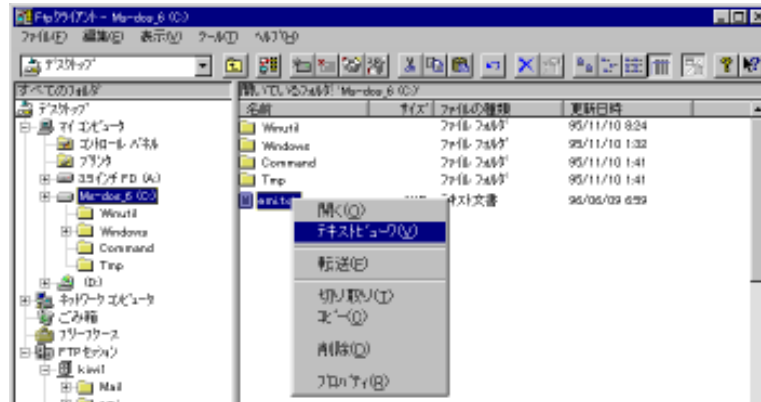 Ftpクライアント - Ms-dos_6 (C:)
ファイル(F) 編集(E) 表示(V) ツール(T) ヘルプ(H)
デスクトップ
すべてのフォルダ
開いているフォルダ 'Ms-dos_6 (C:)'
デスクトップ
マイ コンピュータ
コントロール パネル
プリンタ
3.5インチ FD (A:)
Ms-dos_6 (C:)
Winutil
Windows
Command
Tmp
(D:)
ネットワーク コンピュータ
ごみ箱
ブリーフケース
FTPセッション
kiwi1
Mail
名前 サイズ ファイルの種類 更新日時
Winutil ファイル フォルダ 95/11/10 8:24
Windows ファイル フォルダ 95/11/10 1:32
Command ファイル フォルダ 95/11/10 1:41
Tmp ファイル フォルダ 95/11/10 1:41
テキスト文書 96/06/09 6:59
開く(O)
テキストビューワ(V)
転送(E)
切り取り(T)
コピー(C)
削除(D)
プロパティ(R)